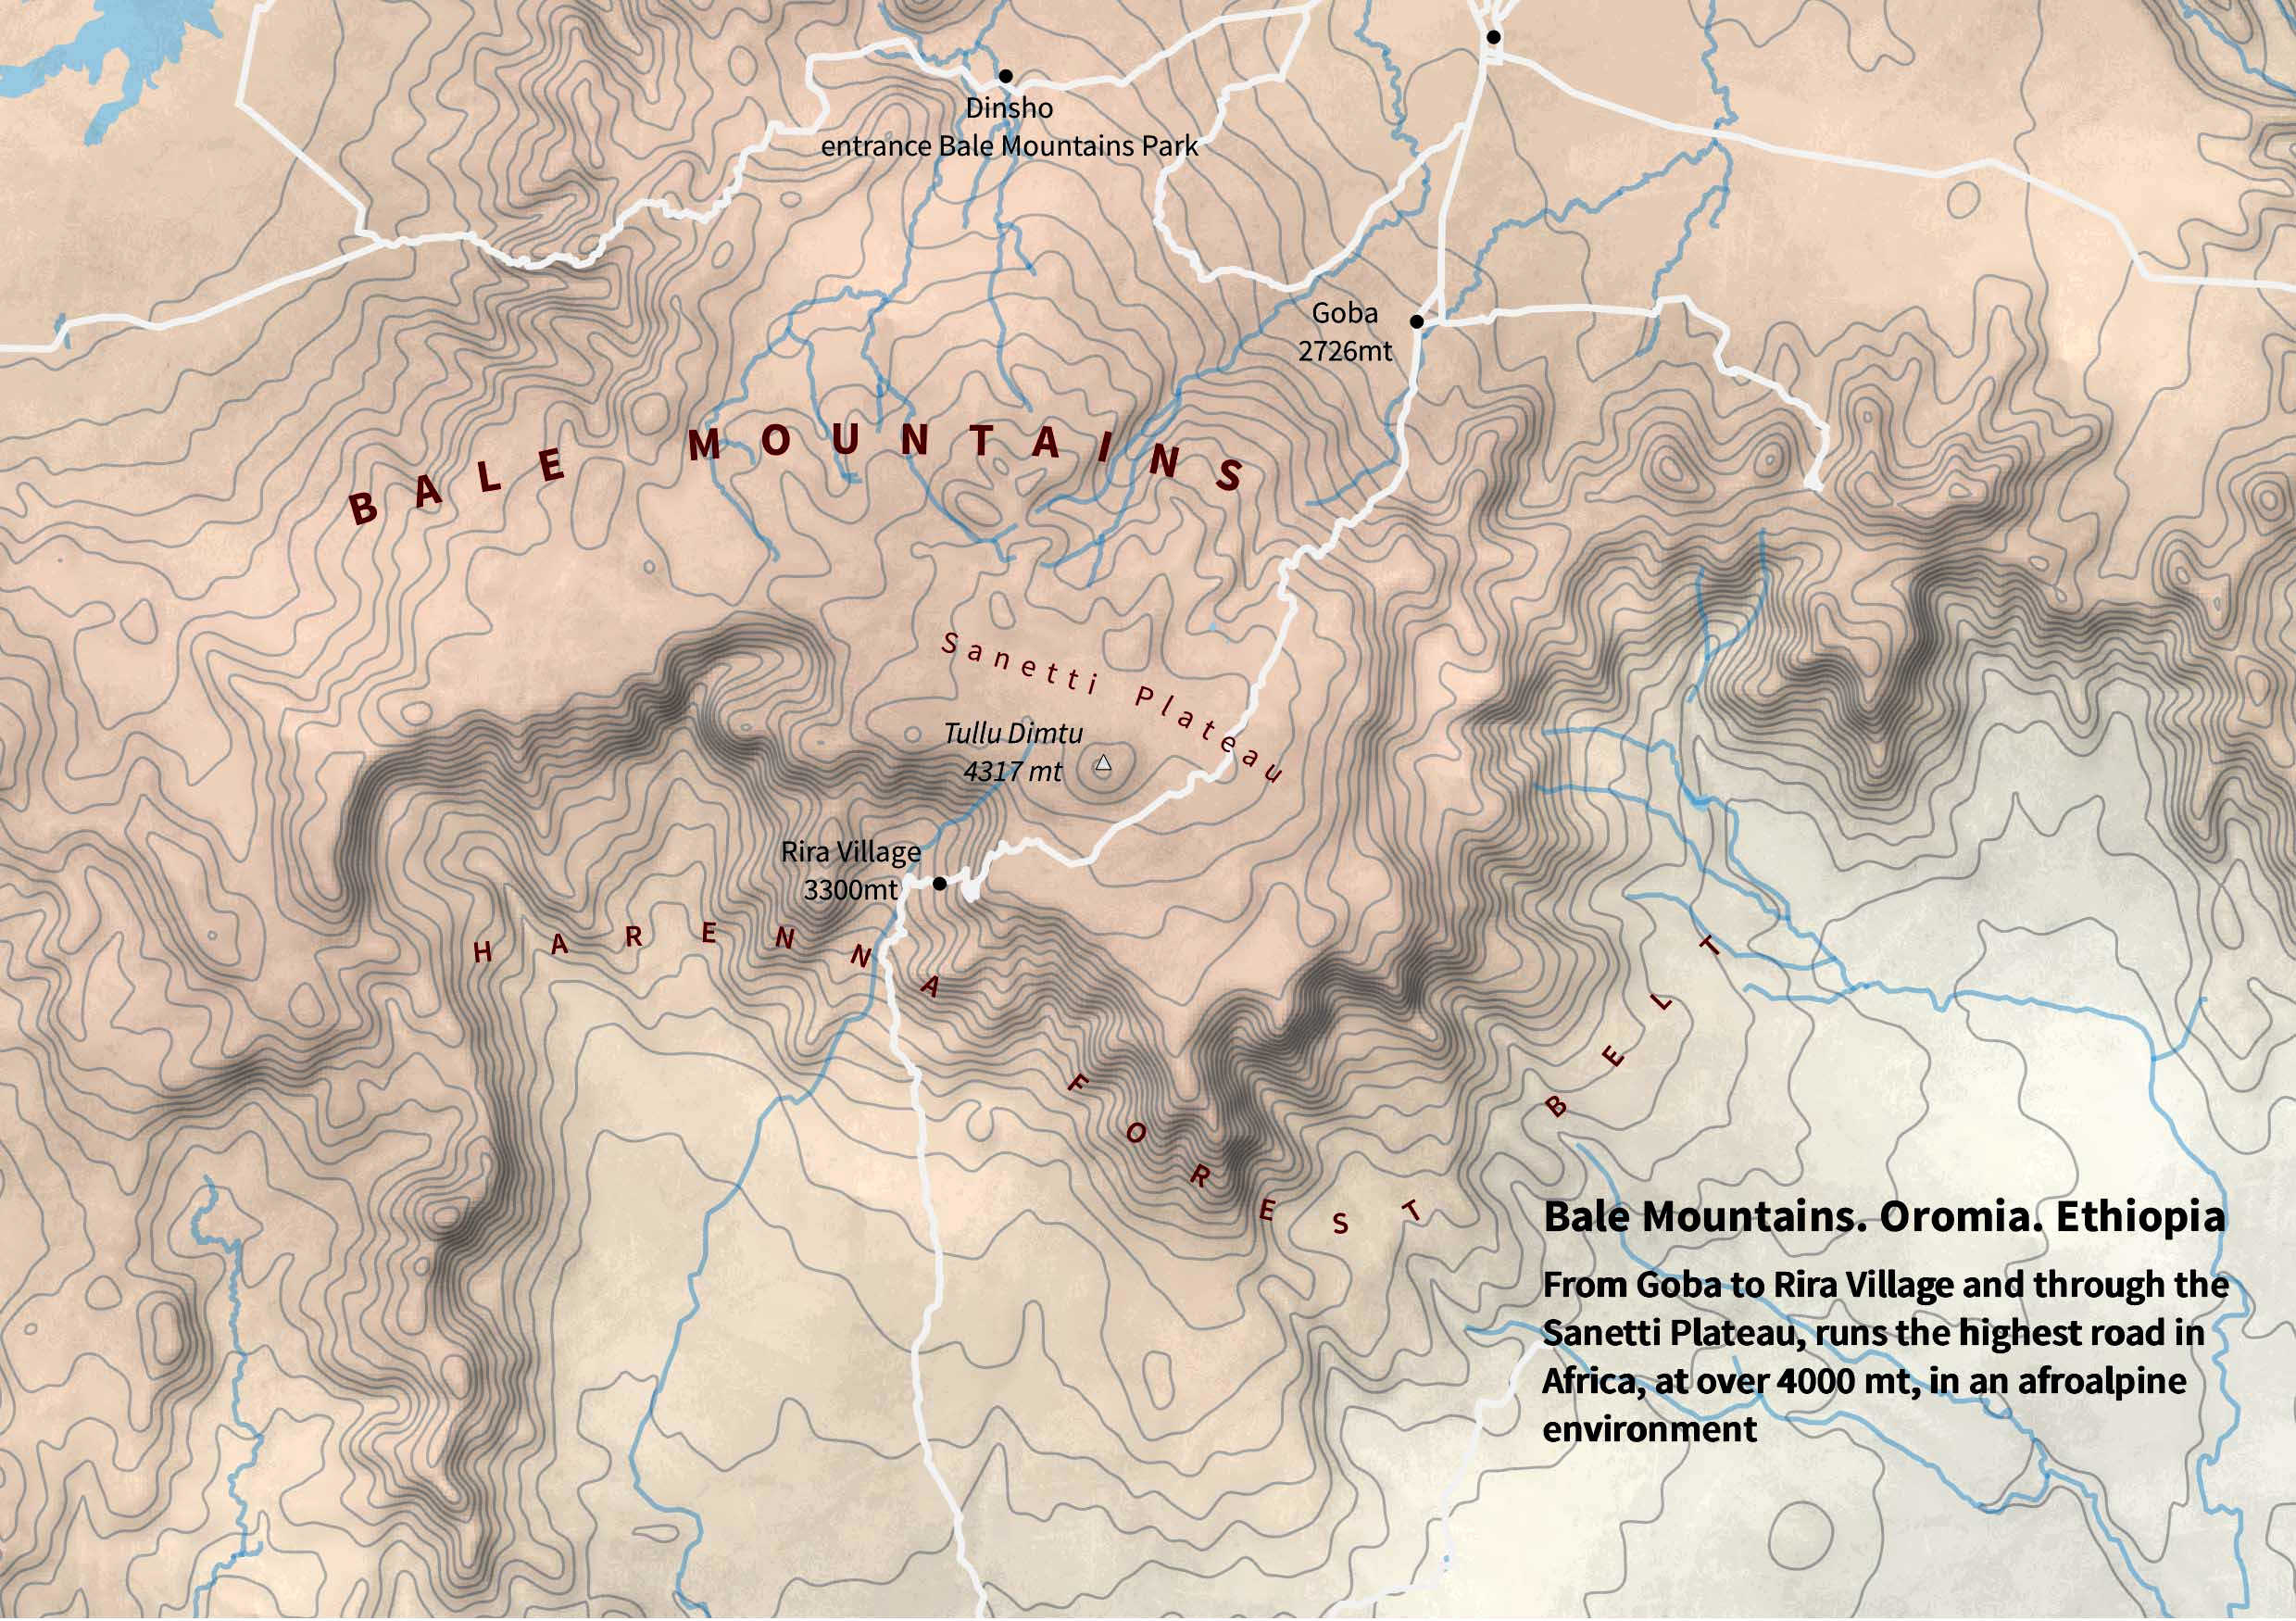 Dinsho
entrance Bale Mountains Park
Goba
2726mt
BALE MOUNTAINS
Sanetti Plateau
Tullu Dimtu
4317 mt
Rira Village
3300mt
HARENNA FOREST BELT
Bale Mountains. Oromia. Ethiopia
From Goba to Rira Village and through the
Sanetti Plateau, runs the highest road in
Africa, at over 4000 mt, in an afroalpine
environment